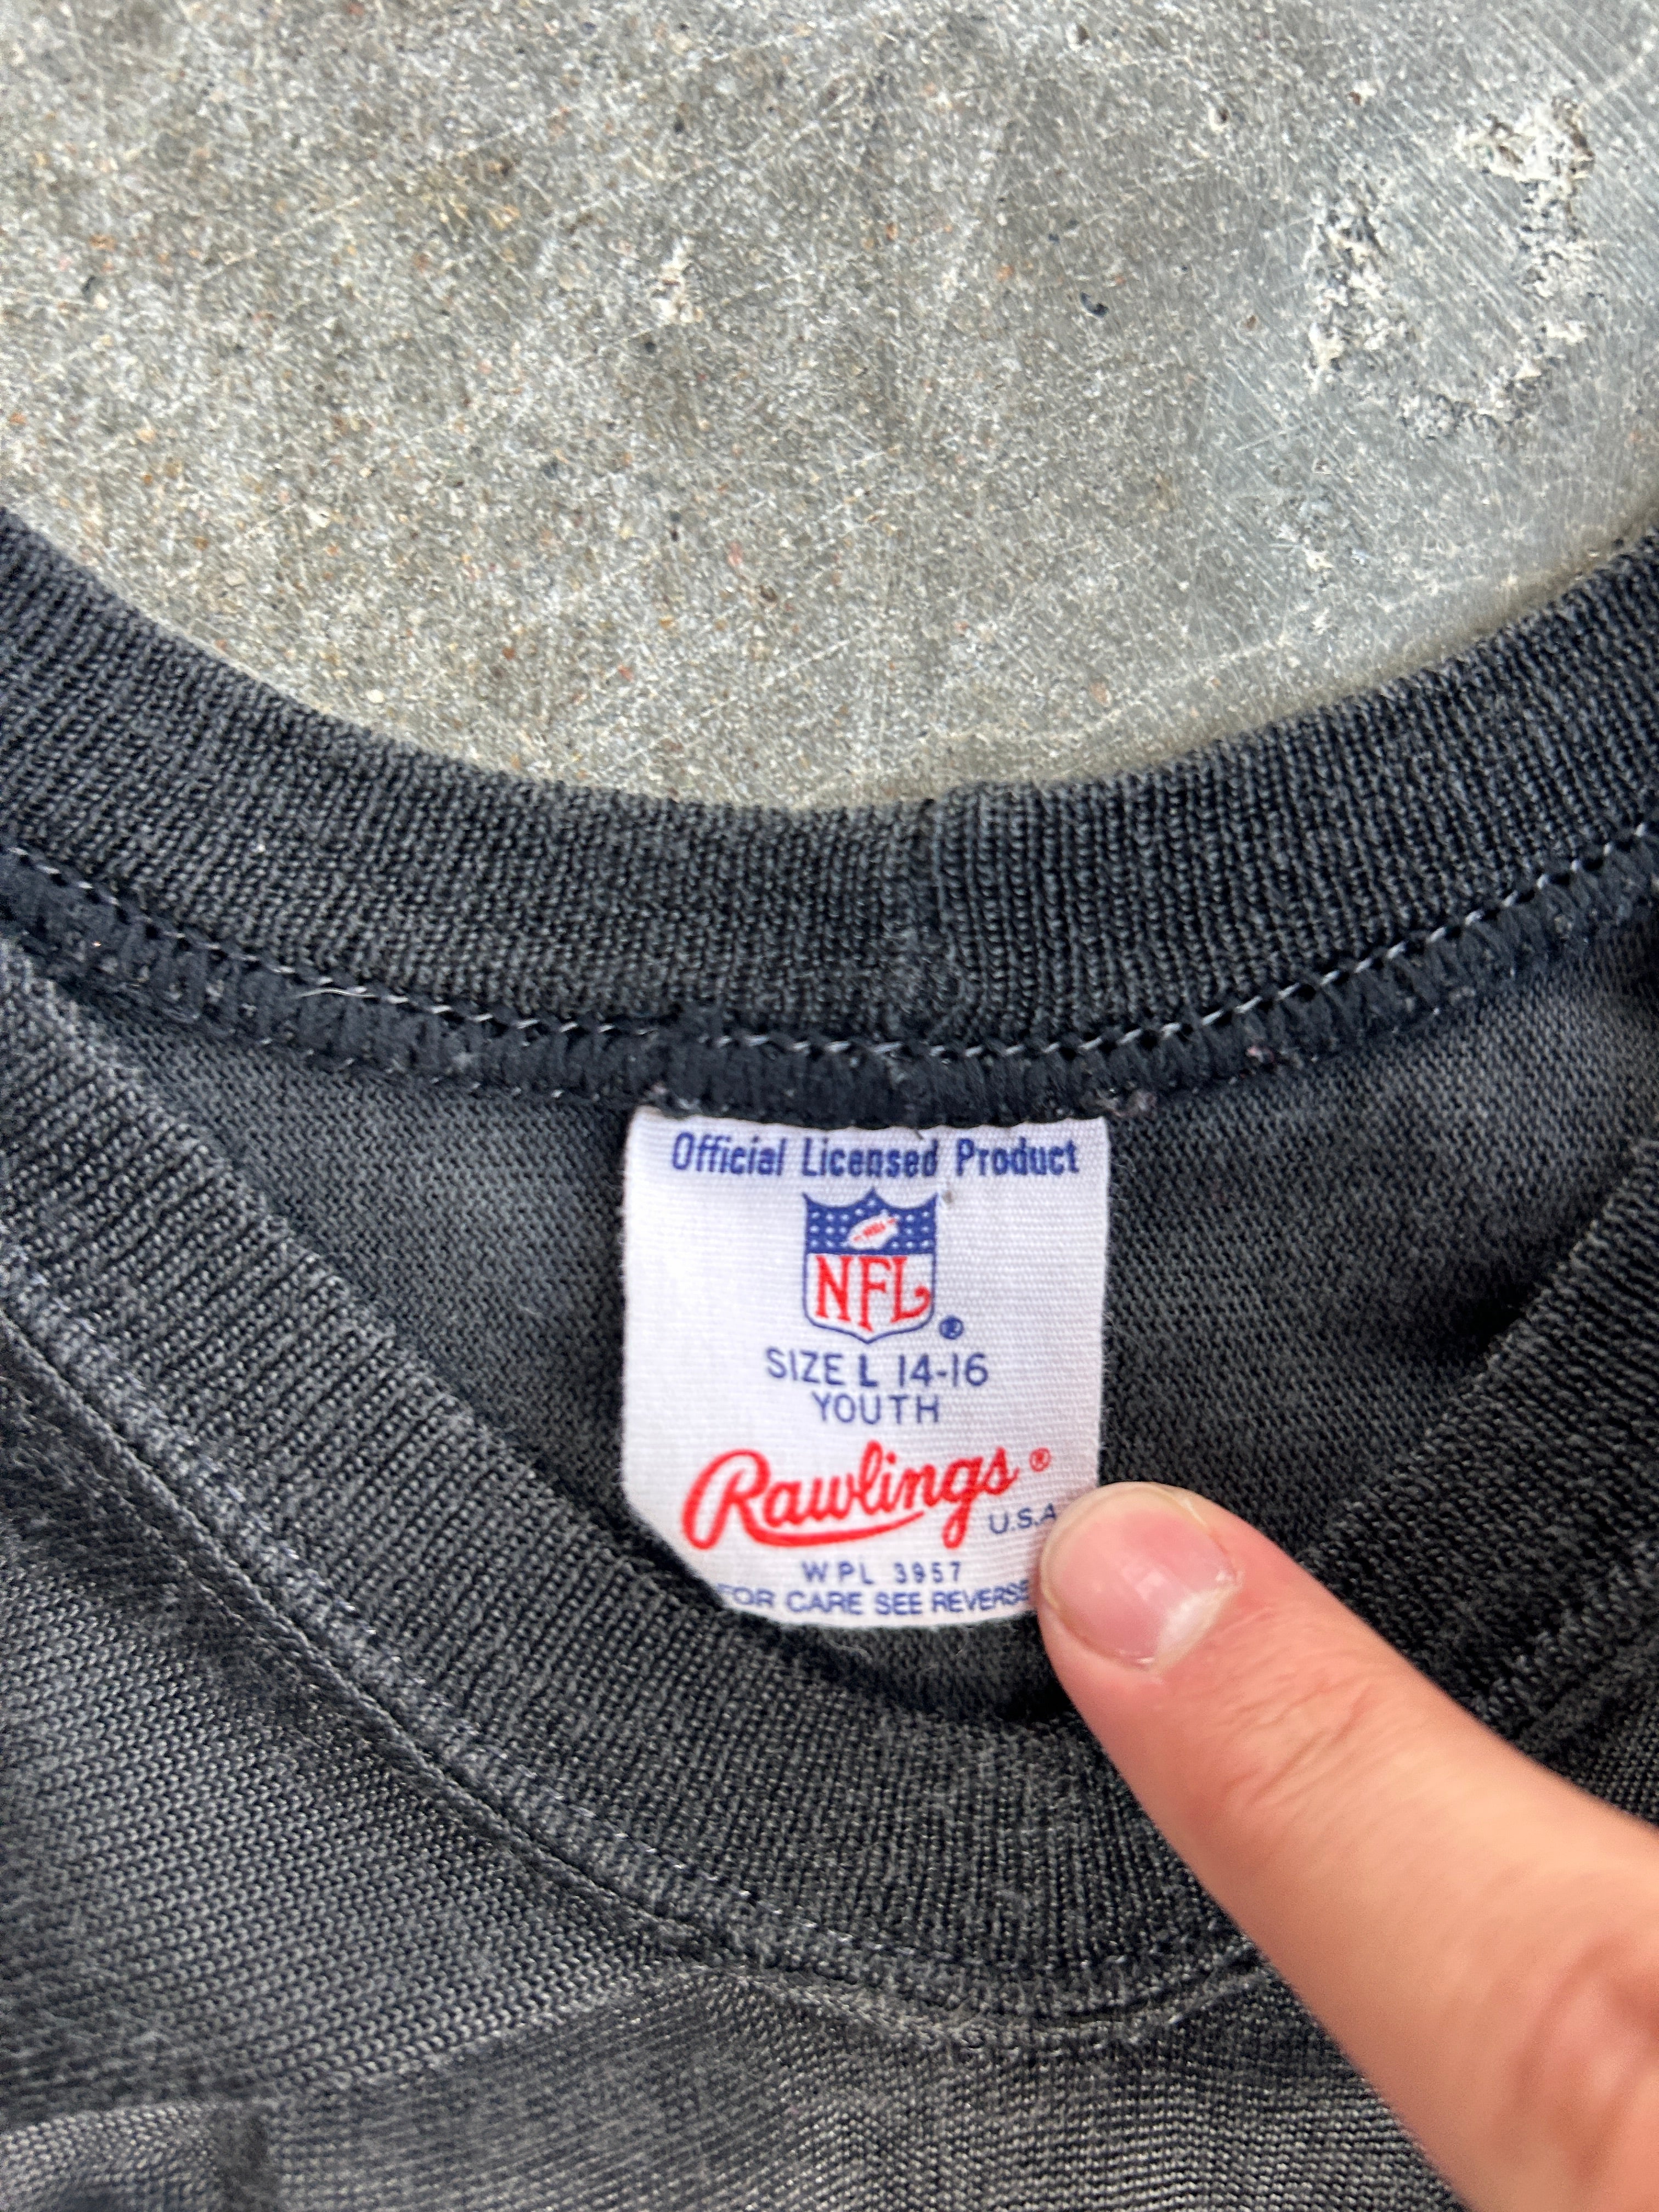 Official Licensed Product
NFL ®
SIZE L 14-16
YOUTH
Rawlings ®
U.S.A
WPL 3957
FOR CARE SEE REVERSE